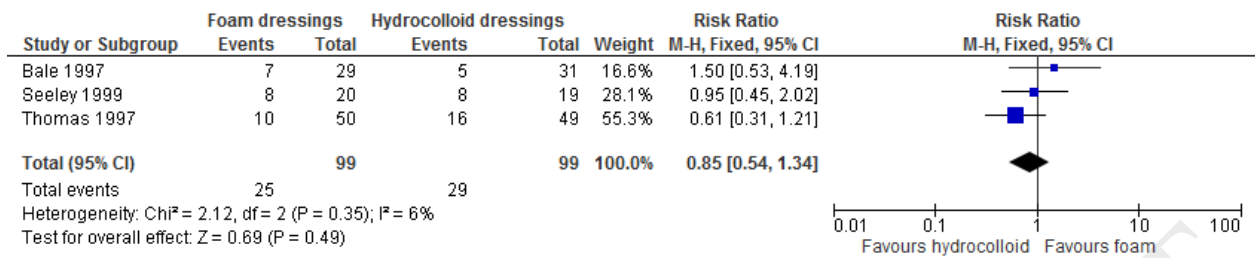 Foam dressings Hydrocolloid dressings Risk Ratio Risk Ratio
Study or Subgroup Events Total Events Total Weight M-H, Fixed, 95% CI M-H, Fixed, 95% CI
Bale 1997 7 29 5 31 16.6% 1.50 [0.53, 4.19]
Seeley 1999 8 20 8 19 28.1% 0.95 [0.45, 2.02]
Thomas 1997 10 50 16 49 55.3% 0.61 [0.31, 1.21]
Total (95% CI) 99 99 100.0% 0.85 [0.54, 1.34]
Total events 25 29
Heterogeneity: Chi² = 2.12, df = 2 (P = 0.35); I² = 6%
Test for overall effect: Z = 0.69 (P = 0.49)
0.01 0.1 1 10 100
Favours hydrocolloid Favours foam